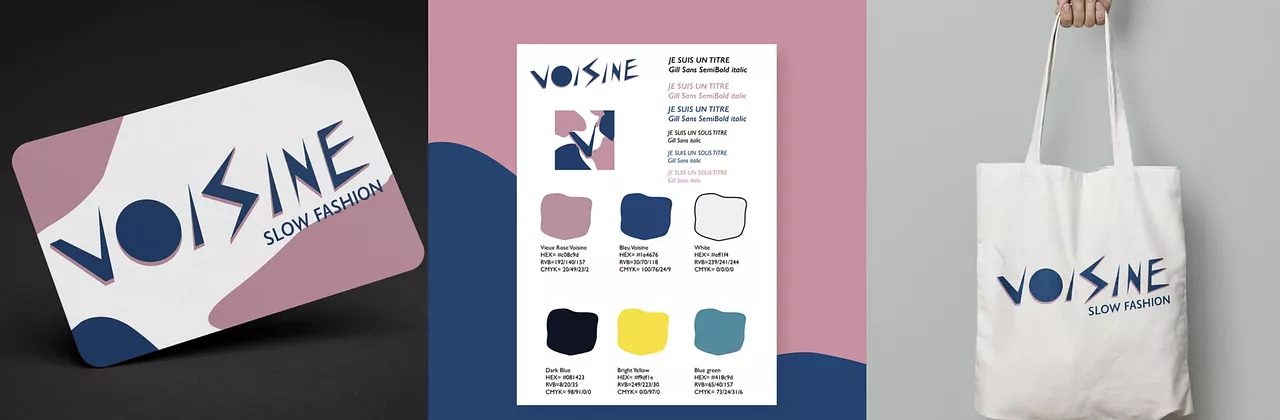 VOISINE
SLOW FASHION
VOISINE
JE SUIS UN TITRE
Gill Sans SemiBold italic
JE SUIS UN TITRE
Gill Sans SemiBold italic
JE SUIS UN TITRE
Gill Sans SemiBold italic
JE SUIS UN SOUS TITRE
Gill Sans italic
JE SUIS UN SOUS TITRE
Gill Sans italic
JE SUIS UN SOUS TITRE
Gill Sans italic
V
Vieux Rose Voisine
HEX= #c08c9d
RVB=192/140/157
CMYK= 20/49/23/2
Bleu Voisine
HEX= #1e4676
RVB=30/70/118
CMYK= 100/76/24/9
White
HEX= #eff1f4
RVB=239/241/244
CMYK= 0/0/0/0
Dark Blue
HEX= #081423
RVB=8/20/35
CMYK= 98/91/0/0
Bright Yellow
HEX= #f9df1e
RVB=249/223/30
CMYK= 0/0/97/0
Blue green
HEX= #418c9d
RVB=65/40/157
CMYK= 73/24/31/6
VOISINE
SLOW FASHION